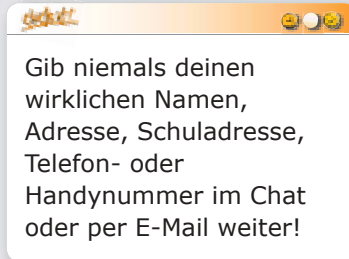 Gib niemals deinen
wirklichen Namen,
Adresse, Schuladresse,
Telefon- oder
Handynummer im Chat
oder per E-Mail weiter!